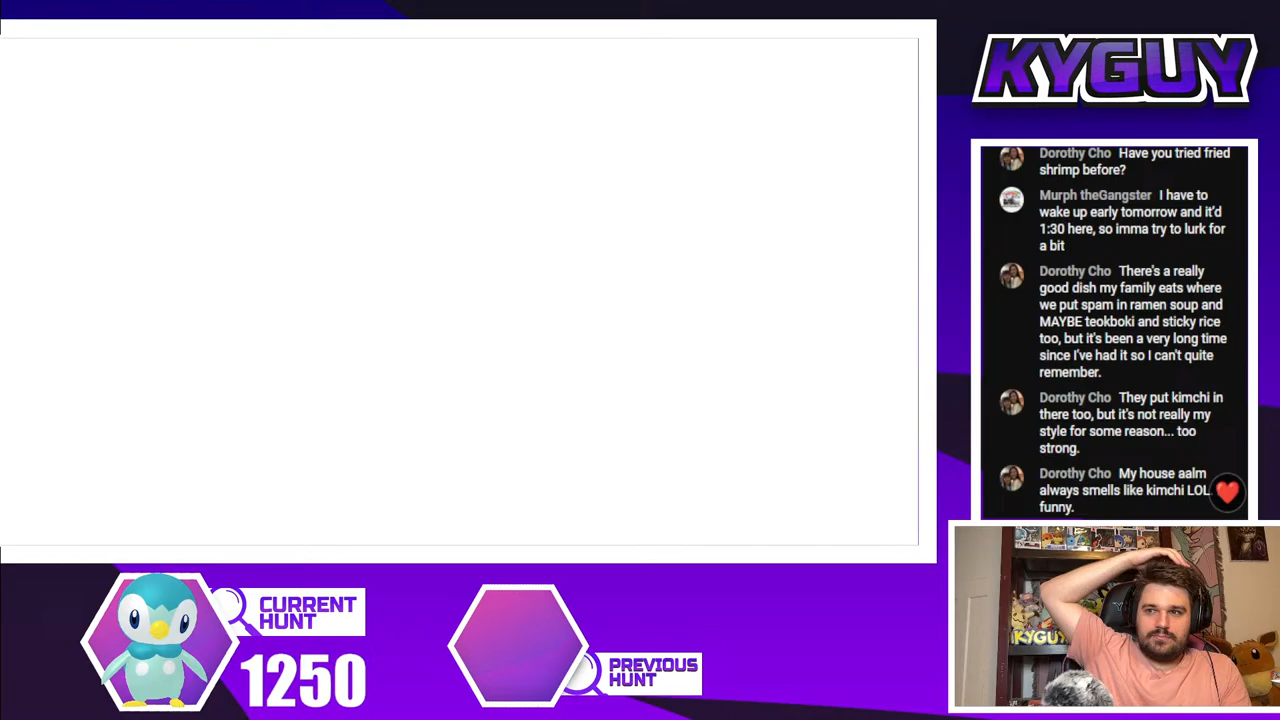 KYGUY
Dorothy Cho Have you tried fried
shrimp before?
Murph theGangster I have to
wake up early tomorrow and it'd
1:30 here, so imma try to lurk for
a bit
Dorothy Cho There's a really
good dish my family eats where
we put spam in ramen soup and
MAYBE teokboki and sticky rice
too, but it's been a very long time
since I've had it so I can't quite
remember.
Dorothy Cho They put kimchi in
there too, but it's not really my
style for some reason... too
strong.
Dorothy Cho My house aalm
always smells like kimchi LOL
funny.
CURRENT
HUNT
1250
PREVIOUS
HUNT
KYGUY